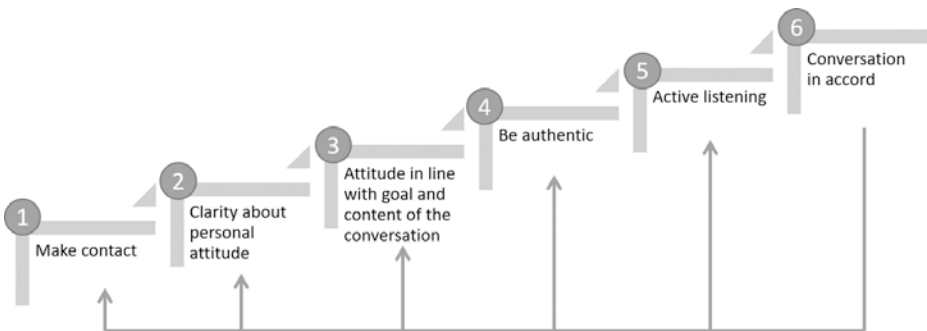 1
Make contact
2
Clarity about
personal
attitude
3
Attitude in line
with goal and
content of the
conversation
4
Be authentic
5
Active listening
6
Conversation
in accord